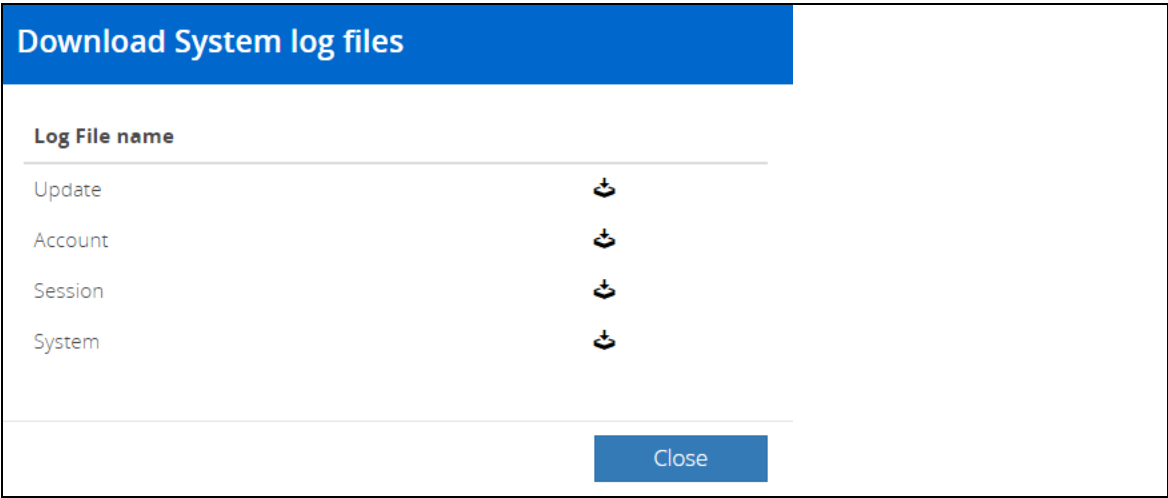 Download System log files
Log File name
Update
Account
Session
System
Close